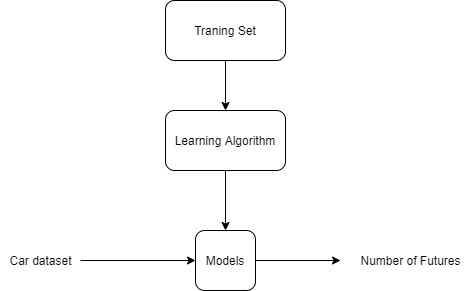 Traning Set
Learning Algorithm
Car dataset
Models
Number of Futures